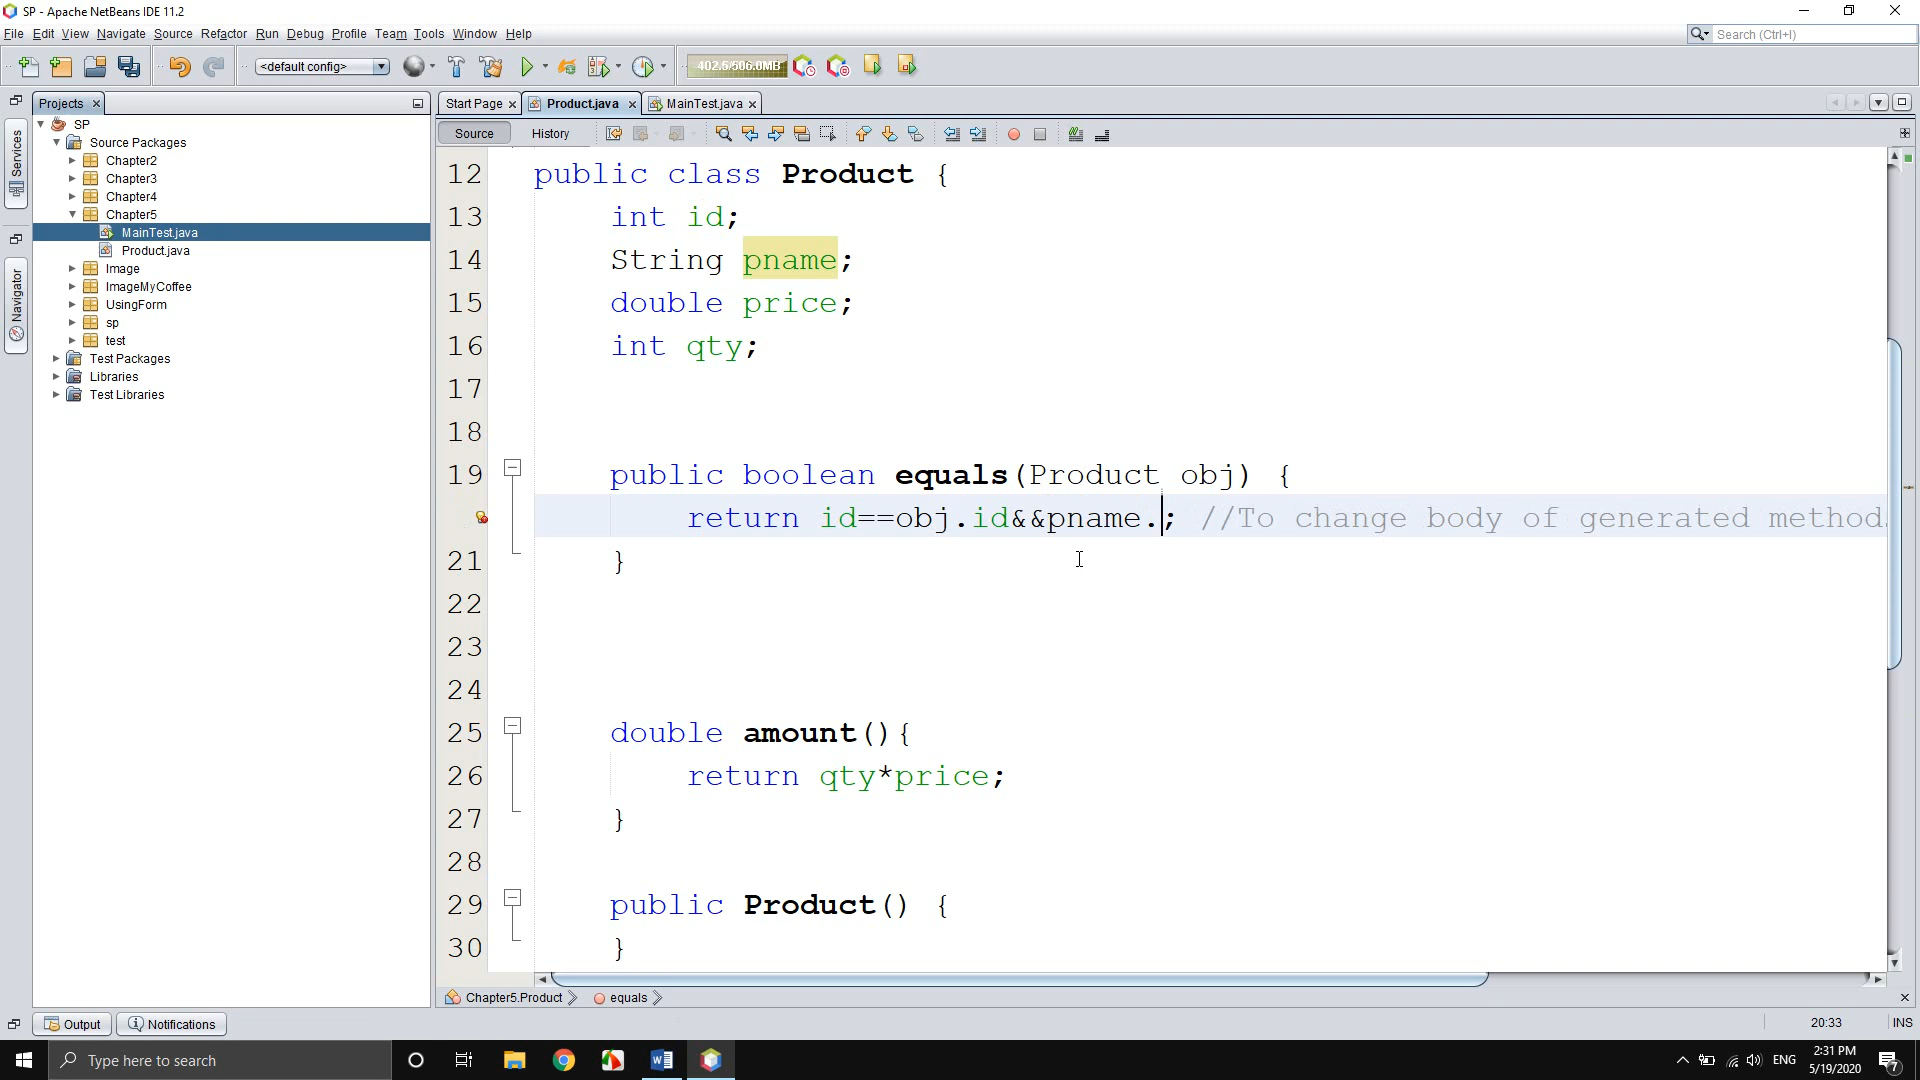 SP - Apache NetBeans IDE 11.2
File Edit View Navigate Source Refactor Run Debug Profile Team Tools Window Help
Search (Ctrl+I)
<default config>
402.6/506.0MB
Projects
Start Page
Product.java
MainTest.java
Source
History
Services
Navigator
SP
Source Packages
Chapter2
Chapter3
Chapter4
Chapter5
MainTest.java
Product.java
Image
ImageMyCoffee
UsingForm
sp
test
Test Packages
Libraries
Test Libraries
12 public class Product {
13 int id;
14 String pname;
15 double price;
16 int qty;
17
18
19 public boolean equals(Product obj) {
return id==obj.id&&pname.; //To change body of generated methods
21 }
22
23
24
25 double amount(){
26 return qty*price;
27 }
28
29 public Product() {
30 }
Chapter5.Product
equals
Output
Notifications
20:33
INS
Type here to search
ENG
2:31 PM
5/19/2020
7